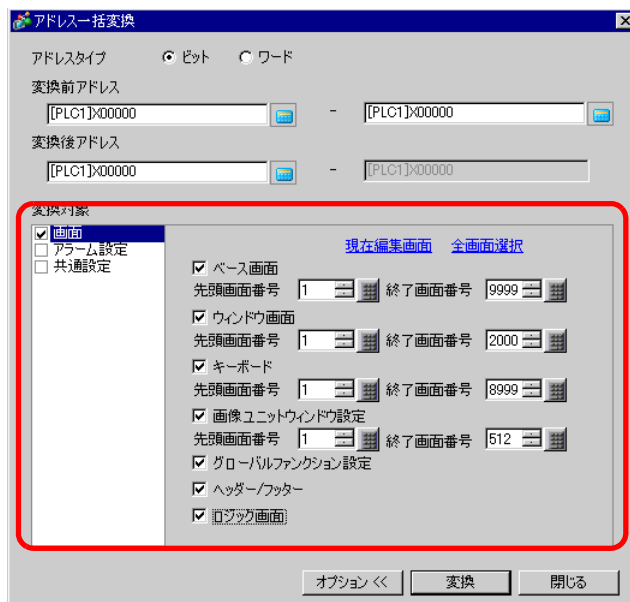 アドレス一括変換
アドレスタイプ ビット ワード
変換前アドレス
[PLC1]X00000 - [PLC1]X00000
変換後アドレス
[PLC1]X00000 - [PLC1]X00000
変換対象
画面
アラーム設定
共通設定
現在編集画面 全画面選択
ベース画面
先頭画面番号 1 終了画面番号 9999
ウィンドウ画面
先頭画面番号 1 終了画面番号 2000
キーボード
先頭画面番号 1 終了画面番号 8999
画像ユニットウィンドウ設定
先頭画面番号 1 終了画面番号 512
グローバルファンクション設定
ヘッダー/フッター
ロジック画面
オプション << 変換 閉じる